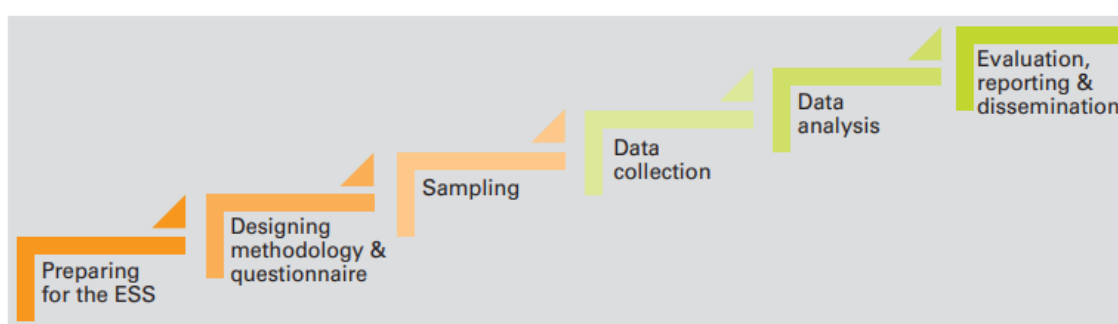 Preparing
for the ESS
Designing
methodology &
questionnaire
Sampling
Data
collection
Data
analysis
Evaluation,
reporting &
dissemination